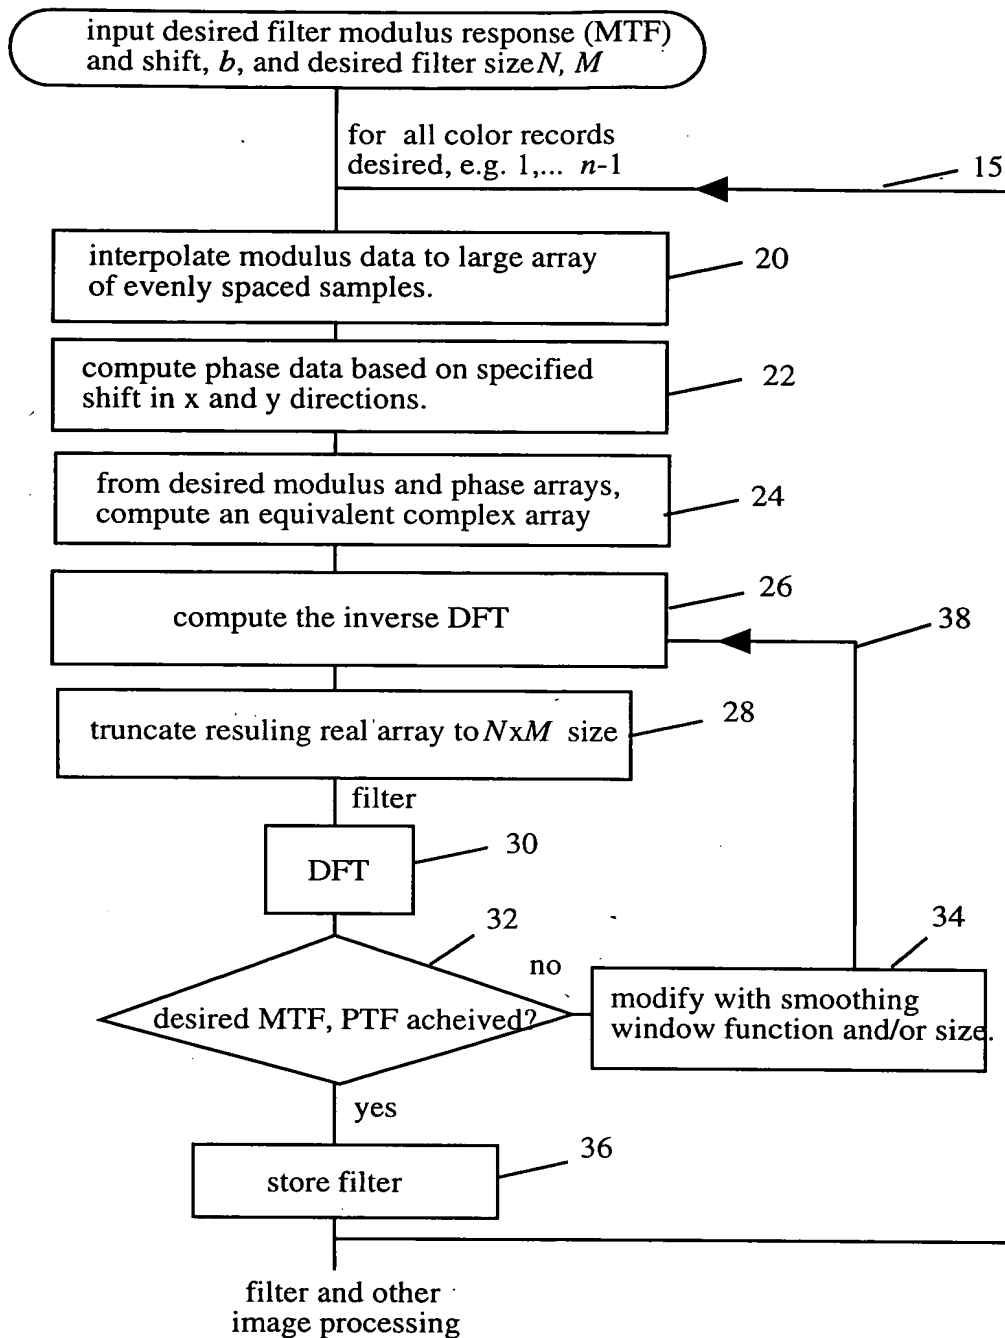 input desired filter modulus response (MTF)
and shift, b, and desired filter size N, M
for all color records
desired, e.g. 1,... n-1
15
interpolate modulus data to large array
of evenly spaced samples.
20
compute phase data based on specified
shift in x and y directions.
22
from desired modulus and phase arrays,
compute an equivalent complex array
24
compute the inverse DFT
26
38
truncate resuling real array to NxM size
28
filter
DFT
30
32
desired MTF, PTF acheived?
no
34
modify with smoothing
window function and/or size.
yes
store filter
36
filter and other
image processing